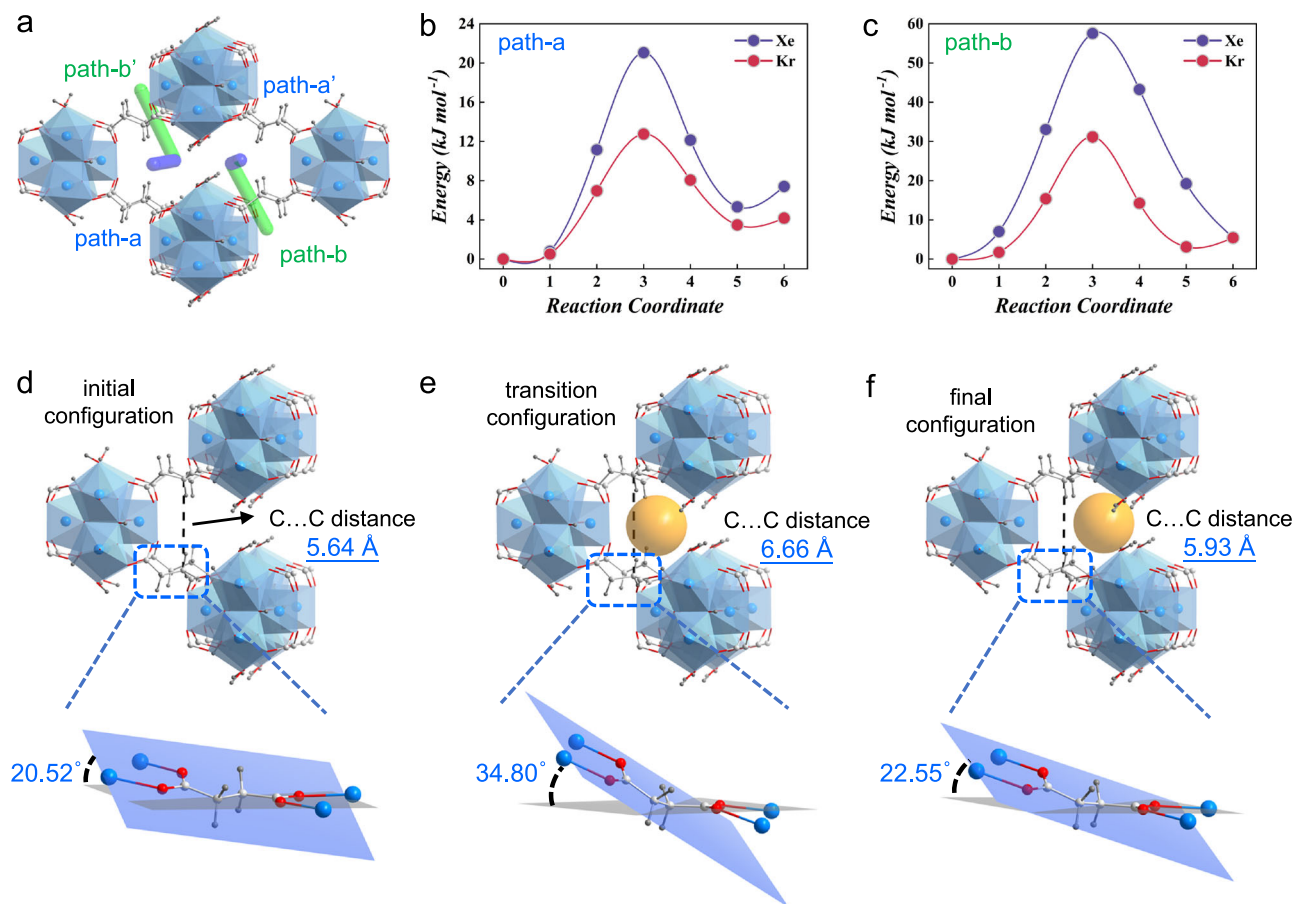 a
path-b’
path-a’
path-a
path-b
b
path-a
Xe
Kr
Energy (kJ mol⁻¹)
24
20
16
12
8
4
0
0 1 2 3 4 5 6
Reaction Coordinate
c
path-b
Xe
Kr
Energy (kJ mol⁻¹)
60
50
40
30
20
10
0
0 1 2 3 4 5 6
Reaction Coordinate
d
initial
configuration
C…C distance
5.64 Å
20.52°
e
transition
configuration
C…C distance
6.66 Å
34.80°
f
final
configuration
C…C distance
5.93 Å
22.55°